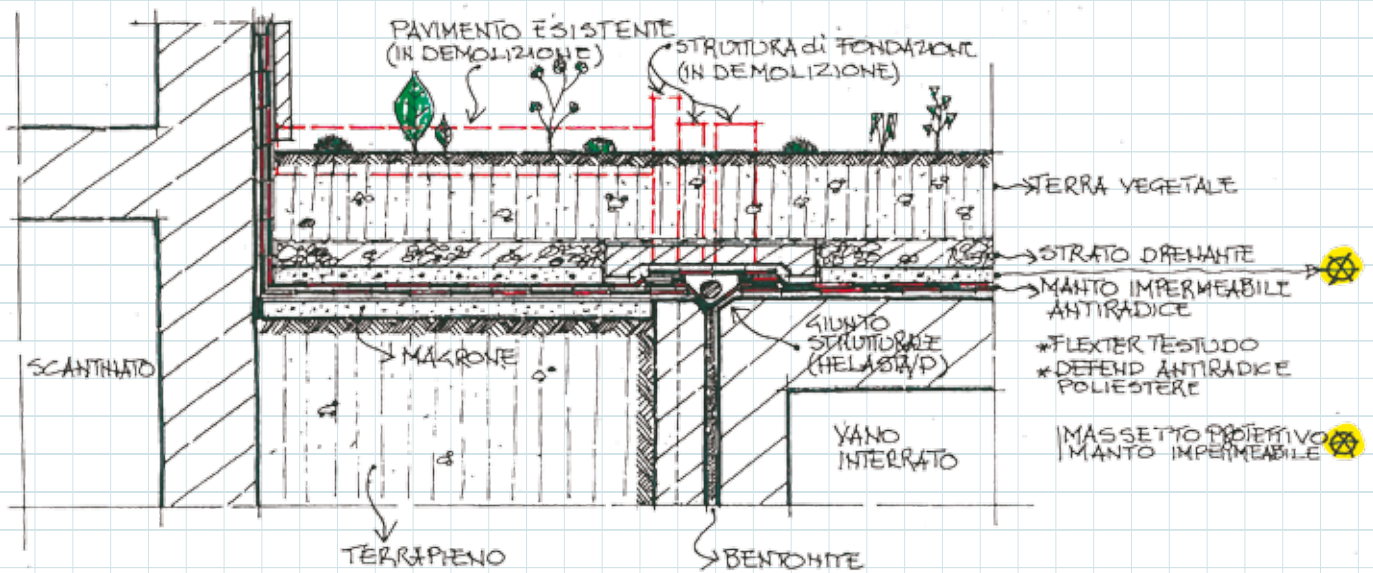 PAVIMENTO ESISTENTE
(IN DEMOLIZIONE)
STRUTTURA di FONDAZIONE
(IN DEMOLIZIONE)
TERRA VEGETALE
STRATO DRENANTE
MANTO IMPERMEABILE
ANTIRADICE
*FLEXTER TESTUDO
*DEFEND ANTIRADICE
POLIESTERE
GIUNTO
STRUTTURALE
(HELASTA/P)
MAGRONE
SCANTINATO
VANO
INTERRATO
MASSETTO PROTETTIVO
MANTO IMPERMEABILE
TERRAPIENO
BENTONITE